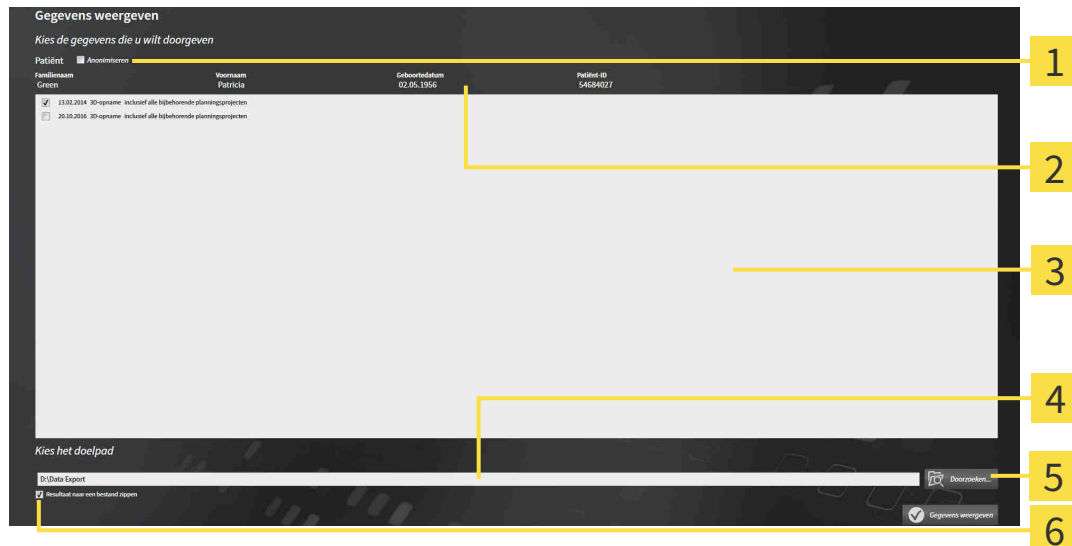 Gegevens weergeven
Kies de gegevens die u wilt doorgeven
Patiënt Anonimiseren
1
Familienaam Voornaam Geboortedatum Patiënt-ID
Green Patricia 02.05.1956 54684027
13.02.2014 3D-opname inclusief alle bijbehorende planningsprojecten
20.10.2016 3D-opname inclusief alle bijbehorende planningsprojecten
2
3
4
Kies het doelpad
D:\Data Export
Doorzoeken...
5
Resultaat naar een bestand zippen
Gegevens weergeven
6